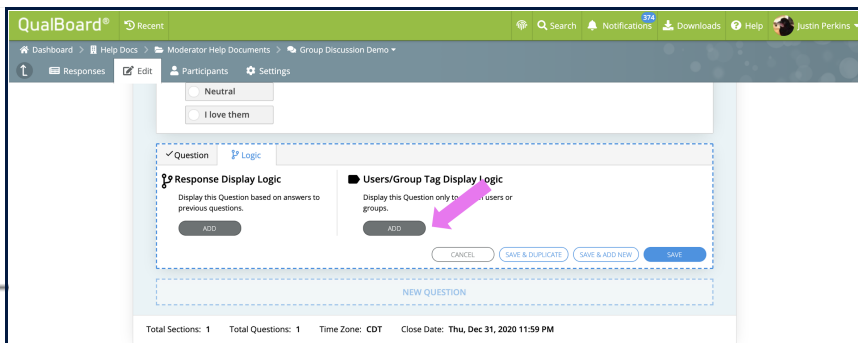 QualBoard® Recent Search Notifications 374 Downloads Help Justin Perkins
Dashboard > Help Docs > Moderator Help Documents > Group Discussion Demo
Responses Edit Participants Settings
Neutral
I love them
Question Logic
Response Display Logic
Display this Question based on answers to
previous questions.
ADD
Users/Group Tag Display Logic
Display this Question only to users or
groups.
ADD
CANCEL SAVE & DUPLICATE SAVE & ADD NEW SAVE
NEW QUESTION
Total Sections: 1 Total Questions: 1 Time Zone: CDT Close Date: Thu, Dec 31, 2020 11:59 PM